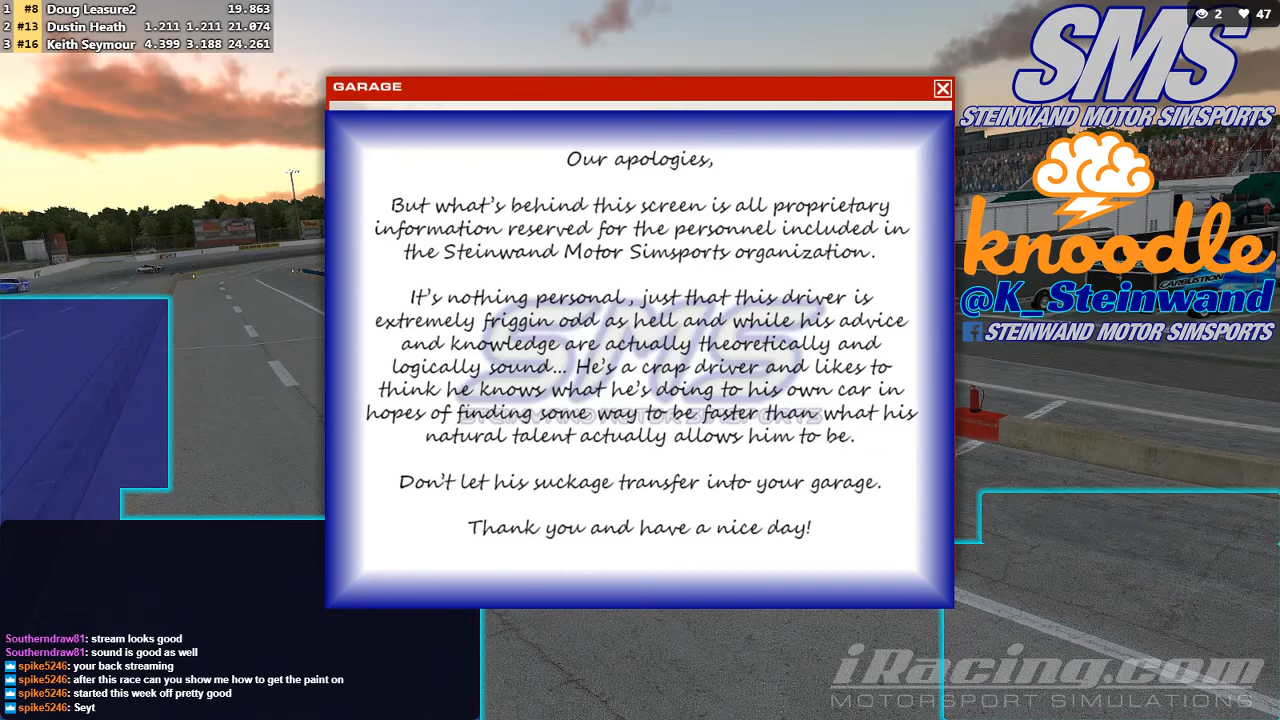 1 #8 Doug Leasure2 19.863
2 #13 Dustin Heath 1.211 1.211 21.074
3 #16 Keith Seymour 4.399 3.188 24.261
2 47
GARAGE
Our apologies,
But what's behind this screen is all proprietary
information reserved for the personnel included in
the Steinwand Motor Simsports organization.
It's nothing personal, just that this driver is
extremely friggin odd as hell and while his advice
and knowledge are actually theoretically and
logically sound... He's a crap driver and likes to
think he knows what he's doing to his own car in
hopes of finding some way to be faster than what his
natural talent actually allows him to be.
Don't let his suckage transfer into your garage.
Thank you and have a nice day!
SMS
STEINWAND MOTOR SIMSPORTS
SMS
STEINWAND MOTOR SIMSPORTS
knoodle
CARBUSTION
@K_Steinwand
STEINWAND MOTOR SIMSPORTS
Southerndraw81: stream looks good
Southerndraw81: sound is good as well
spike5246: your back streaming
spike5246: after this race can you show me how to get the paint on
spike5246: started this week off pretty good
spike5246: Seyt
iRacing.com
MOTORSPORT SIMULATIONS